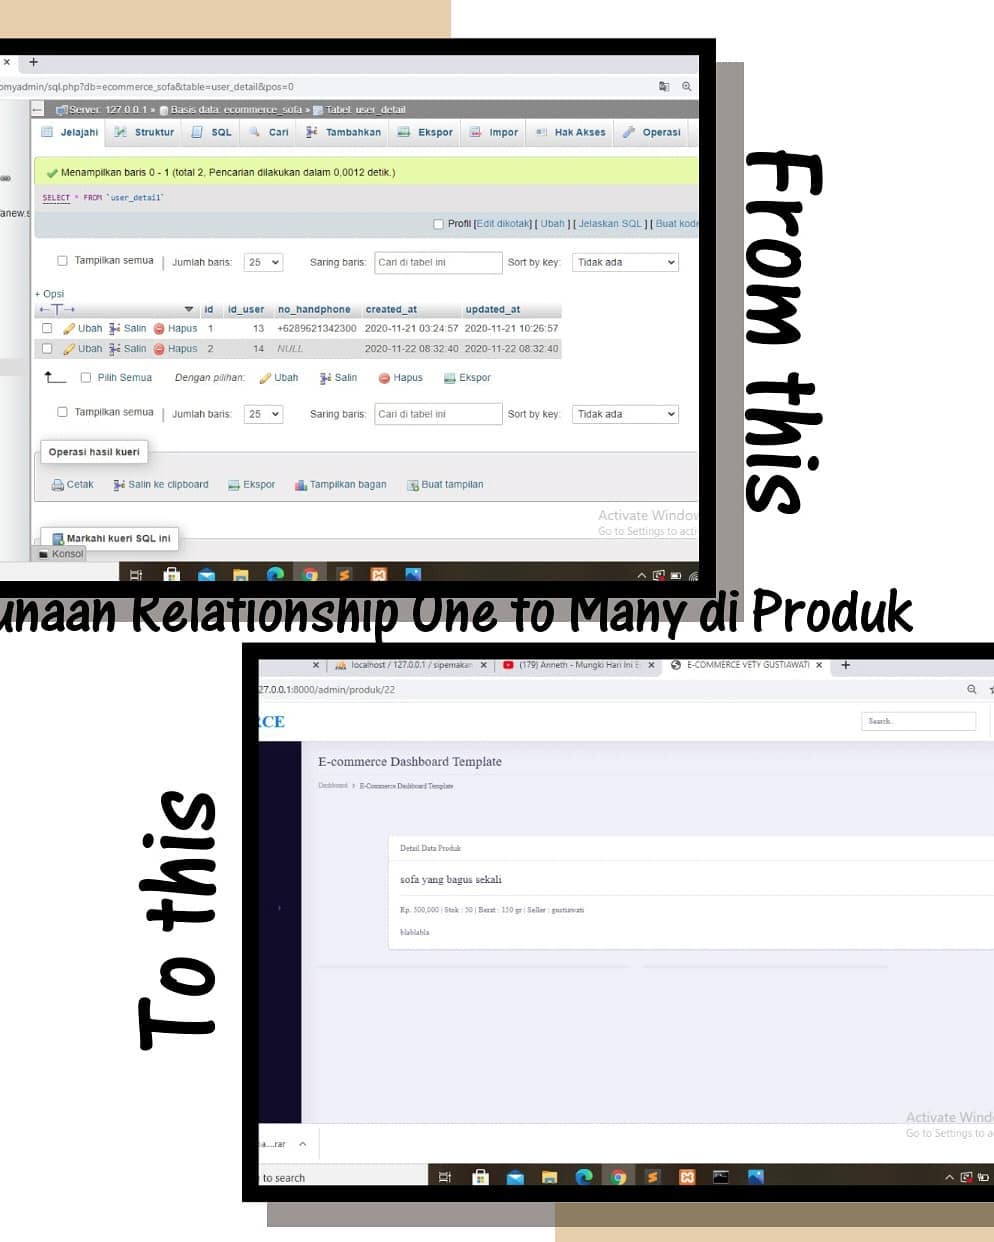 × +
omyadmin/sql.php?db=ecommerce_sofa&table=user_detail&pos=0
Server: 127.0.0.1 » Basis data: ecommerce_sofa » Tabel: user_detail
Jelajahi Struktur SQL Cari Tambahkan Ekspor Impor Hak Akses Operasi
Menampilkan baris 0 - 1 (total 2, Pencarian dilakukan dalam 0,0012 detik.)
anew.s
SELECT * FROM `user_detail`
Profil [Edit dikotak] [ Ubah ] [ Jelaskan SQL ] [ Buat kode
Tampilkan semua | Jumlah baris: 25 Saring baris: Cari di tabel ini Sort by key: Tidak ada
+ Opsi
←T→ id id_user no_handphone created_at updated_at
Ubah Salin Hapus 1 13 +6289621342300 2020-11-21 03:24:57 2020-11-21 10:26:57
Ubah Salin Hapus 2 14 NULL 2020-11-22 08:32:40 2020-11-22 08:32:40
Pilih Semua Dengan pilihan: Ubah Salin Hapus Ekspor
Tampilkan semua | Jumlah baris: 25 Saring baris: Cari di tabel ini Sort by key: Tidak ada
Operasi hasil kueri
Cetak Salin ke clipboard Ekspor Tampilkan bagan Buat tampilan
Activate Window
Go to Settings to acti
Markahi kueri SQL ini
Konsol
From this
unaan Relationship One to Many di Produk
To this
× localhost / 127.0.0.1 / sipemakan × (179) Anneth - Mungki Hari Ini E × E-COMMERCE VETY GUSTIAWATI × +
27.0.0.1:8000/admin/produk/22
RCE Search..
E-commerce Dashboard Template
Dashboard > E-Commerce Dashboard Template
Detail Data Produk
sofa yang bagus sekali
Rp. 500,000 | Stok : 50 | Berat : 150 gr | Seller : gustiawati
blablabla
Activate Wind
Go to Settings to a
a....rar
to search